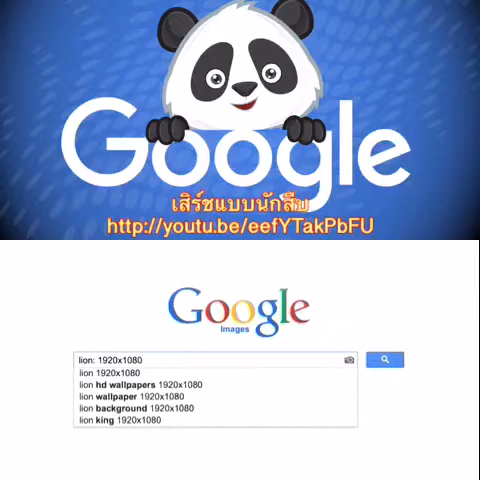 Google
เสิร์ชแบบนักสืบ
http://youtu.be/eefYTakPbFU
Google
Images
lion: 1920x1080
lion 1920x1080
lion hd wallpapers 1920x1080
lion wallpaper 1920x1080
lion background 1920x1080
lion king 1920x1080